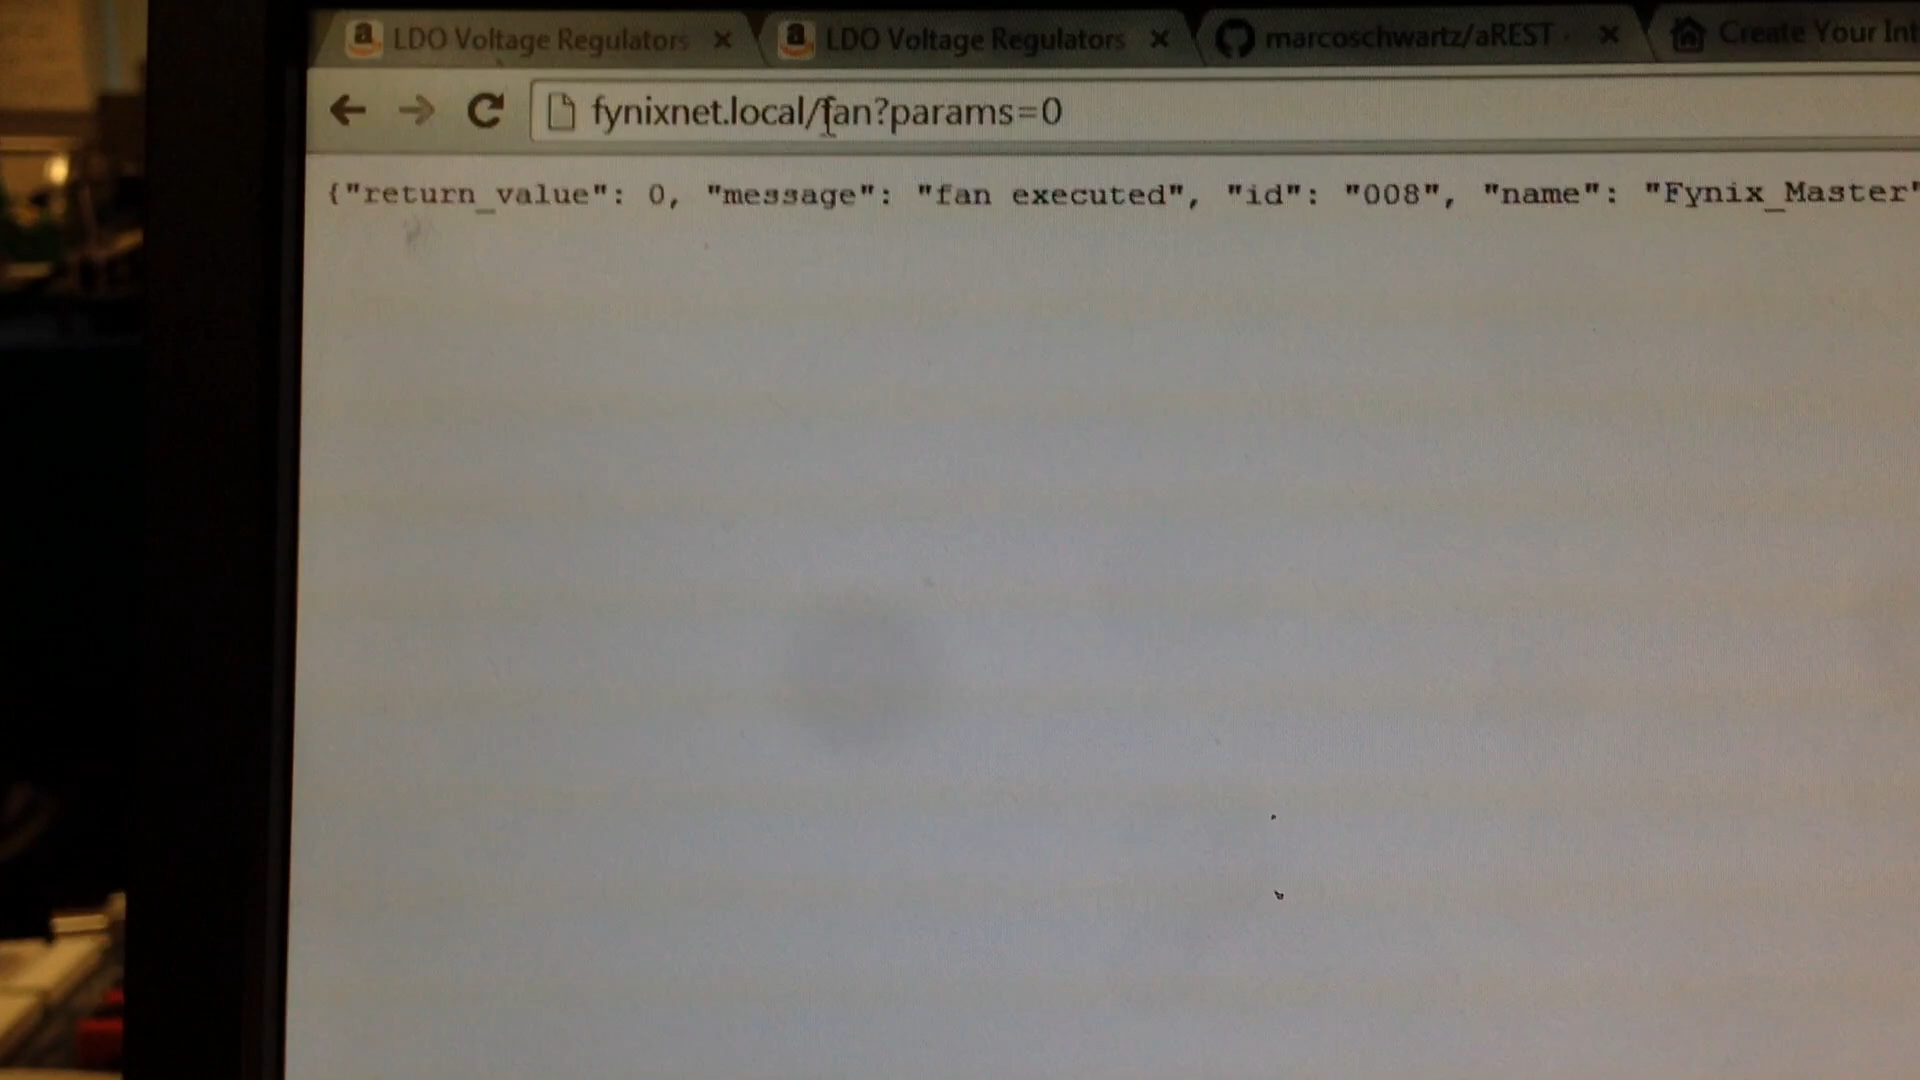 LDO Voltage Regulators
LDO Voltage Regulators
marcoschwartz/aREST
Create Your Int
fynixnet.local/fan?params=0
{"return_value": 0, "message": "fan executed", "id": "008", "name": "Fynix_Master"